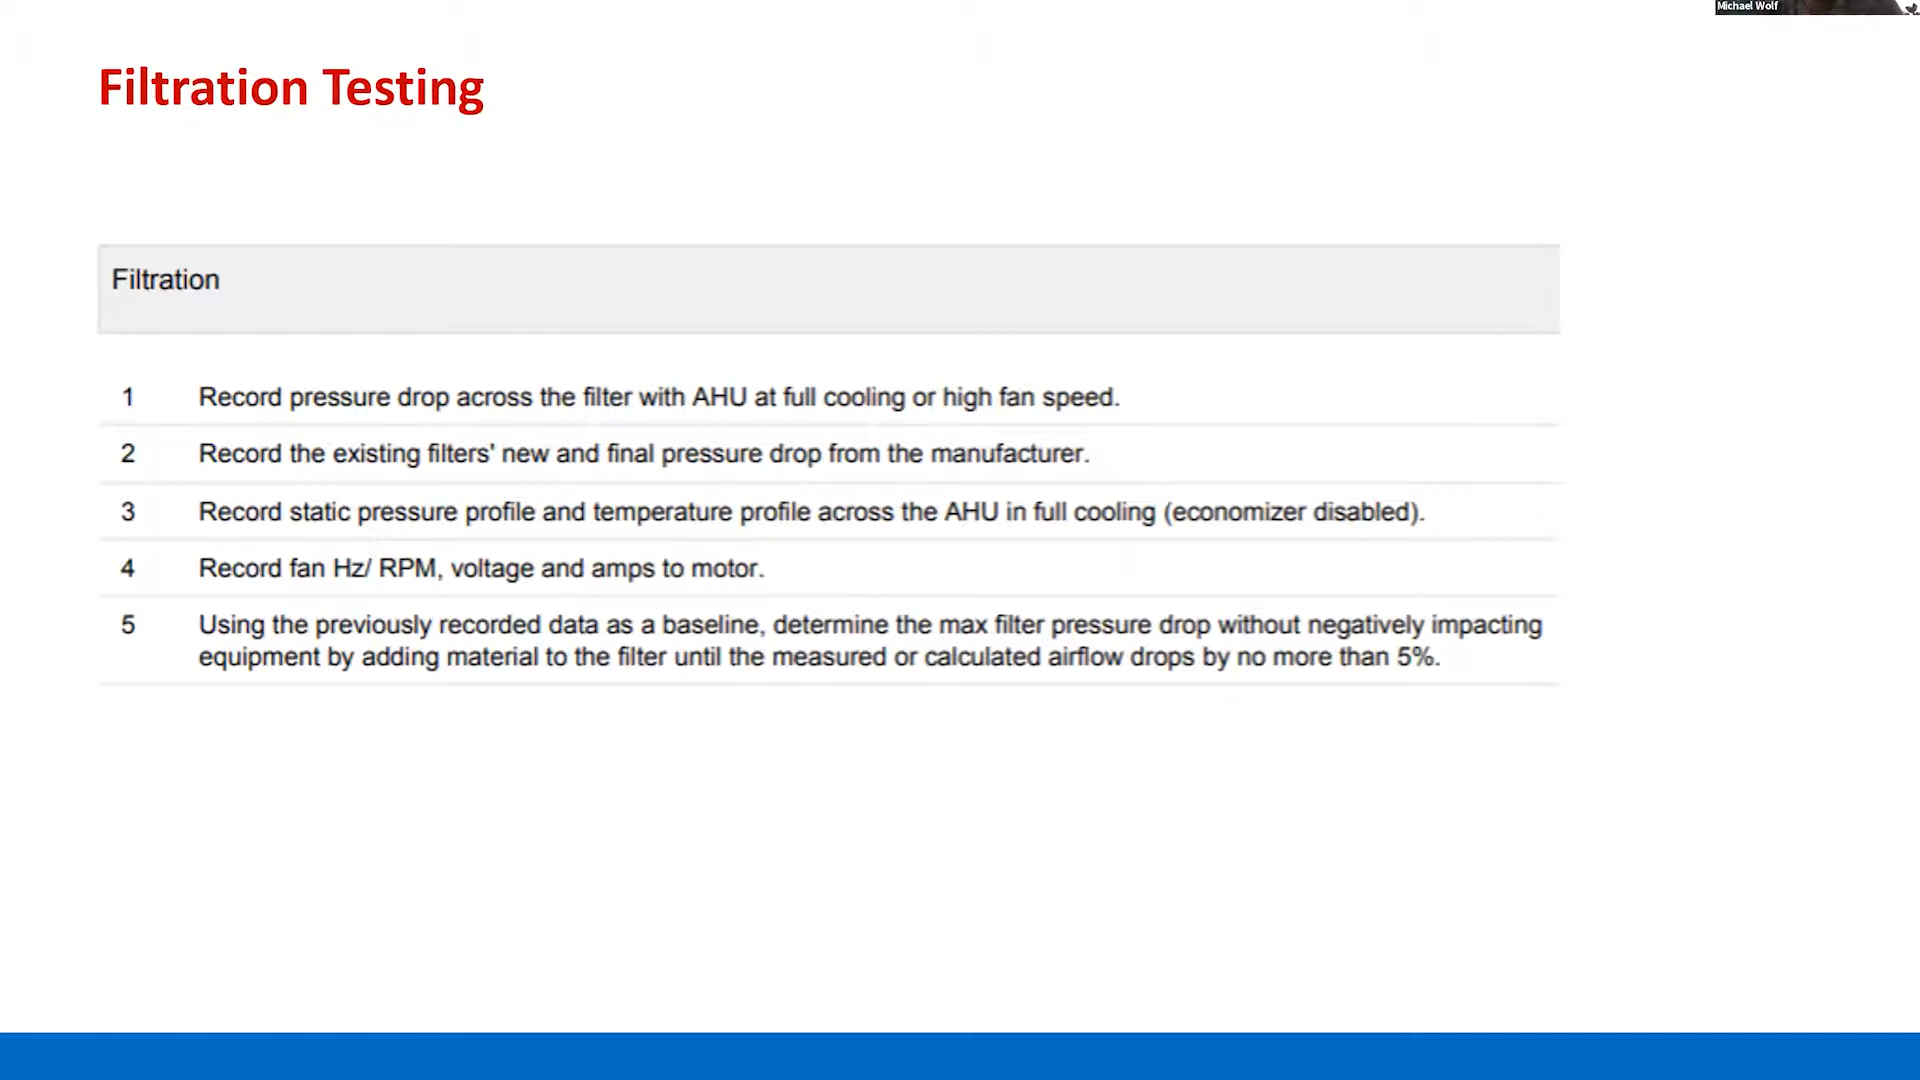 Michael Wolf
Filtration Testing
Filtration
1 Record pressure drop across the filter with AHU at full cooling or high fan speed.
2 Record the existing filters' new and final pressure drop from the manufacturer.
3 Record static pressure profile and temperature profile across the AHU in full cooling (economizer disabled).
4 Record fan Hz/ RPM, voltage and amps to motor.
5 Using the previously recorded data as a baseline, determine the max filter pressure drop without negatively impacting
equipment by adding material to the filter until the measured or calculated airflow drops by no more than 5%.